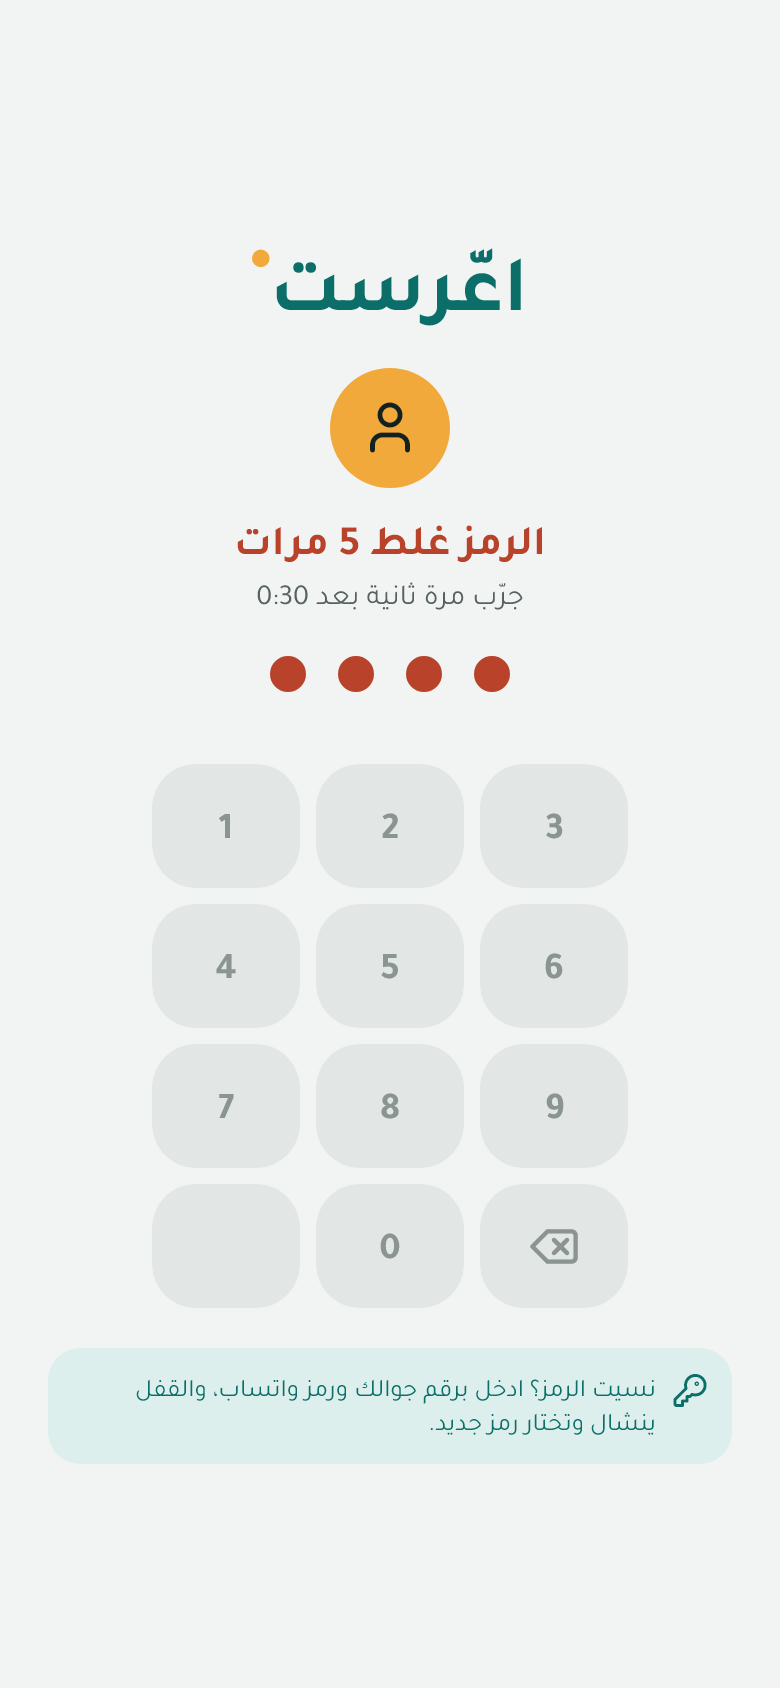 اعّرست
الرمز غلط 5 مرات
جرّب مرة ثانية بعد 0:30
1 2 3
4 5 6
7 8 9
0
نسيت الرمز؟ ادخل برقم جوالك ورمز واتساب، والقفل
ينشال وتختار رمز جديد.